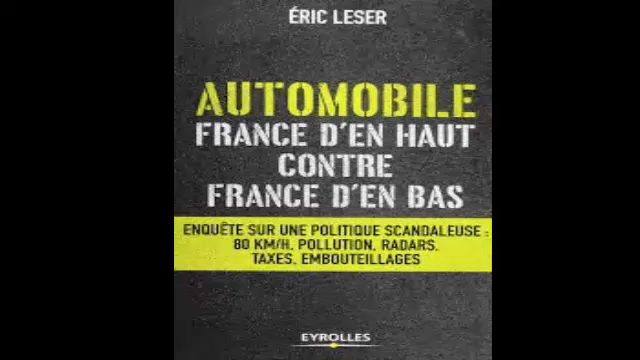 ÉRIC LESER
AUTOMOBILE
FRANCE D'EN HAUT
CONTRE
FRANCE D'EN BAS
ENQUÊTE SUR UNE POLITIQUE SCANDALEUSE :
80 KM/H, POLLUTION, RADARS,
TAXES, EMBOUTEILLAGES
EYROLLES